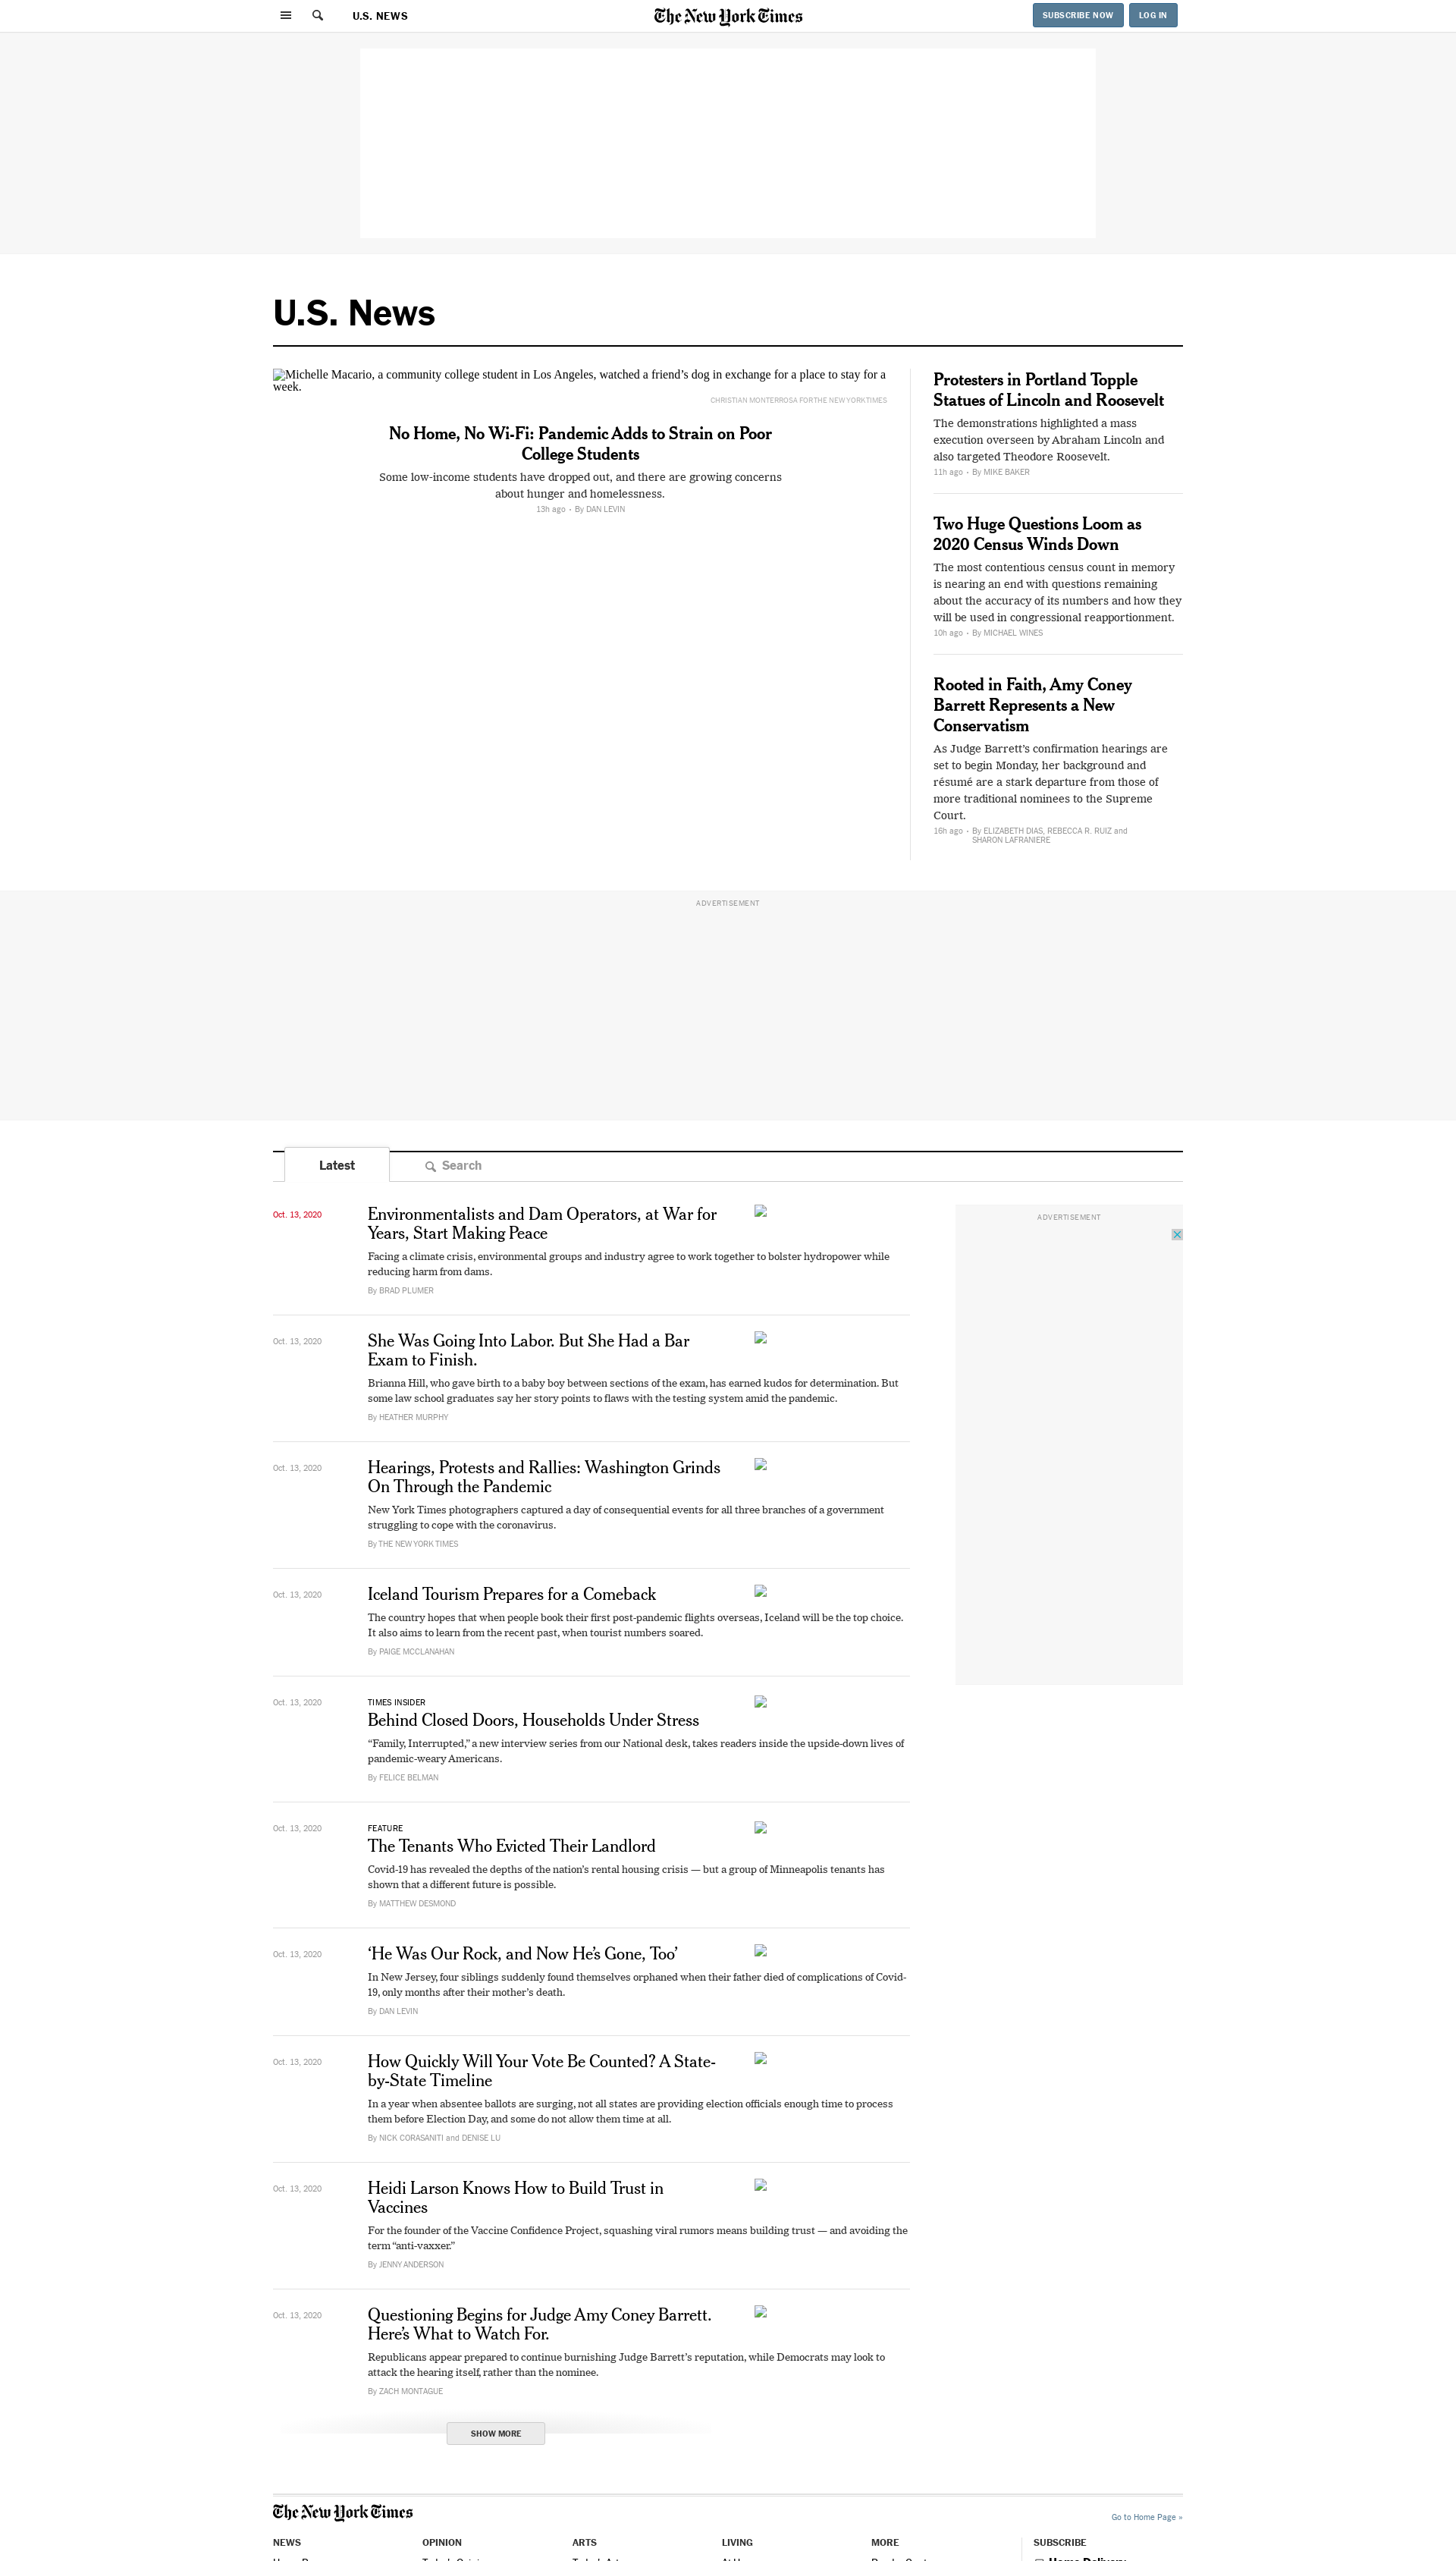 U.S. NEWS
The New York Times
SUBSCRIBE NOW
LOG IN
U.S. News
Michelle Macario, a community college student in Los Angeles, watched a friend’s dog in exchange for a place to stay for a
week.
CHRISTIAN MONTERROSA FOR THE NEW YORK TIMES
No Home, No Wi-Fi: Pandemic Adds to Strain on Poor
College Students
Some low-income students have dropped out, and there are growing concerns
about hunger and homelessness.
13h ago • By DAN LEVIN
Protesters in Portland Topple
Statues of Lincoln and Roosevelt
The demonstrations highlighted a mass
execution overseen by Abraham Lincoln and
also targeted Theodore Roosevelt.
11h ago • By MIKE BAKER
Two Huge Questions Loom as
2020 Census Winds Down
The most contentious census count in memory
is nearing an end with questions remaining
about the accuracy of its numbers and how they
will be used in congressional reapportionment.
10h ago • By MICHAEL WINES
Rooted in Faith, Amy Coney
Barrett Represents a New
Conservatism
As Judge Barrett’s confirmation hearings are
set to begin Monday, her background and
résumé are a stark departure from those of
more traditional nominees to the Supreme
Court.
16h ago • By ELIZABETH DIAS, REBECCA R. RUIZ and
SHARON LAFRANIERE
ADVERTISEMENT
Latest
Search
Oct. 13, 2020
Environmentalists and Dam Operators, at War for
Years, Start Making Peace
Facing a climate crisis, environmental groups and industry agree to work together to bolster hydropower while
reducing harm from dams.
By BRAD PLUMER
ADVERTISEMENT
Oct. 13, 2020
She Was Going Into Labor. But She Had a Bar
Exam to Finish.
Brianna Hill, who gave birth to a baby boy between sections of the exam, has earned kudos for determination. But
some law school graduates say her story points to flaws with the testing system amid the pandemic.
By HEATHER MURPHY
Oct. 13, 2020
Hearings, Protests and Rallies: Washington Grinds
On Through the Pandemic
New York Times photographers captured a day of consequential events for all three branches of a government
struggling to cope with the coronavirus.
By THE NEW YORK TIMES
Oct. 13, 2020
Iceland Tourism Prepares for a Comeback
The country hopes that when people book their first post-pandemic flights overseas, Iceland will be the top choice.
It also aims to learn from the recent past, when tourist numbers soared.
By PAIGE MCCLANAHAN
Oct. 13, 2020
TIMES INSIDER
Behind Closed Doors, Households Under Stress
“Family, Interrupted,” a new interview series from our National desk, takes readers inside the upside-down lives of
pandemic-weary Americans.
By FELICE BELMAN
Oct. 13, 2020
FEATURE
The Tenants Who Evicted Their Landlord
Covid-19 has revealed the depths of the nation’s rental housing crisis — but a group of Minneapolis tenants has
shown that a different future is possible.
By MATTHEW DESMOND
Oct. 13, 2020
‘He Was Our Rock, and Now He’s Gone, Too’
In New Jersey, four siblings suddenly found themselves orphaned when their father died of complications of Covid-
19, only months after their mother’s death.
By DAN LEVIN
Oct. 13, 2020
How Quickly Will Your Vote Be Counted? A State-
by-State Timeline
In a year when absentee ballots are surging, not all states are providing election officials enough time to process
them before Election Day, and some do not allow them time at all.
By NICK CORASANITI and DENISE LU
Oct. 13, 2020
Heidi Larson Knows How to Build Trust in
Vaccines
For the founder of the Vaccine Confidence Project, squashing viral rumors means building trust — and avoiding the
term “anti-vaxxer.”
By JENNY ANDERSON
Oct. 13, 2020
Questioning Begins for Judge Amy Coney Barrett.
Here’s What to Watch For.
Republicans appear prepared to continue burnishing Judge Barrett’s reputation, while Democrats may look to
attack the hearing itself, rather than the nominee.
By ZACH MONTAGUE
SHOW MORE
The New York Times
Go to Home Page »
NEWS
OPINION
ARTS
LIVING
MORE
SUBSCRIBE